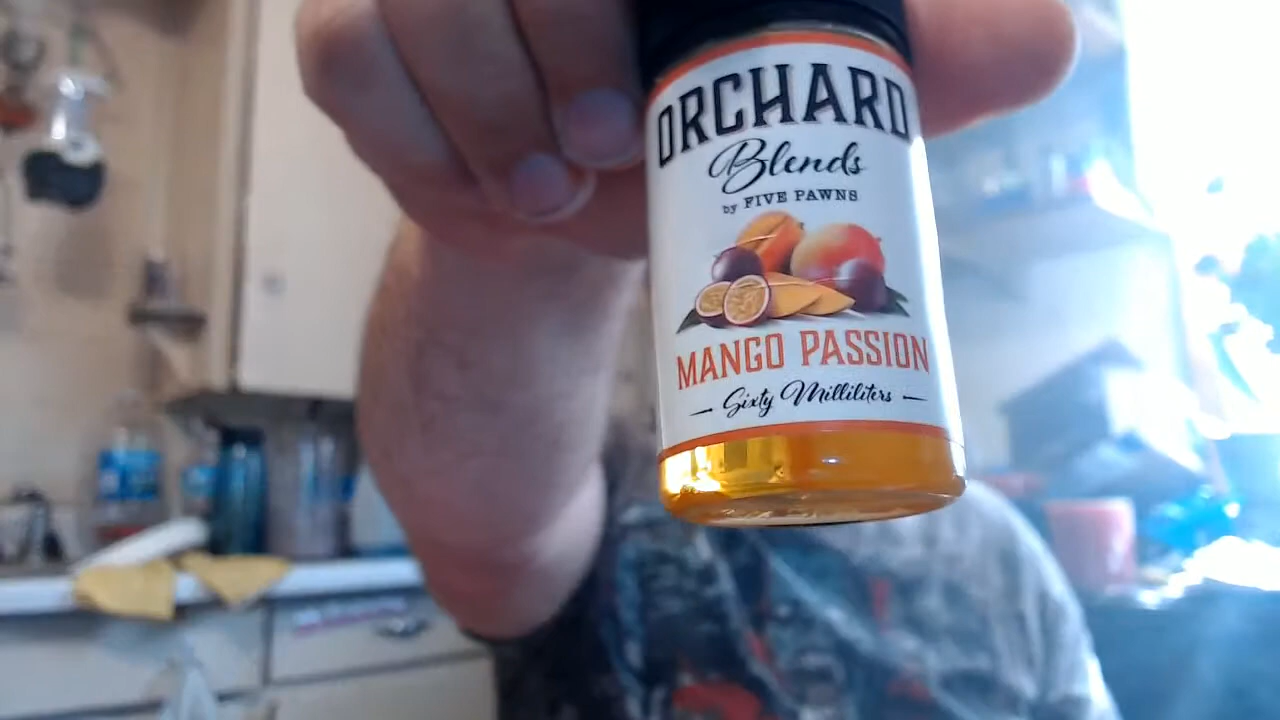 ORCHARD
Blends
by FIVE PAWNS
MANGO PASSION
Sixty Milliliters